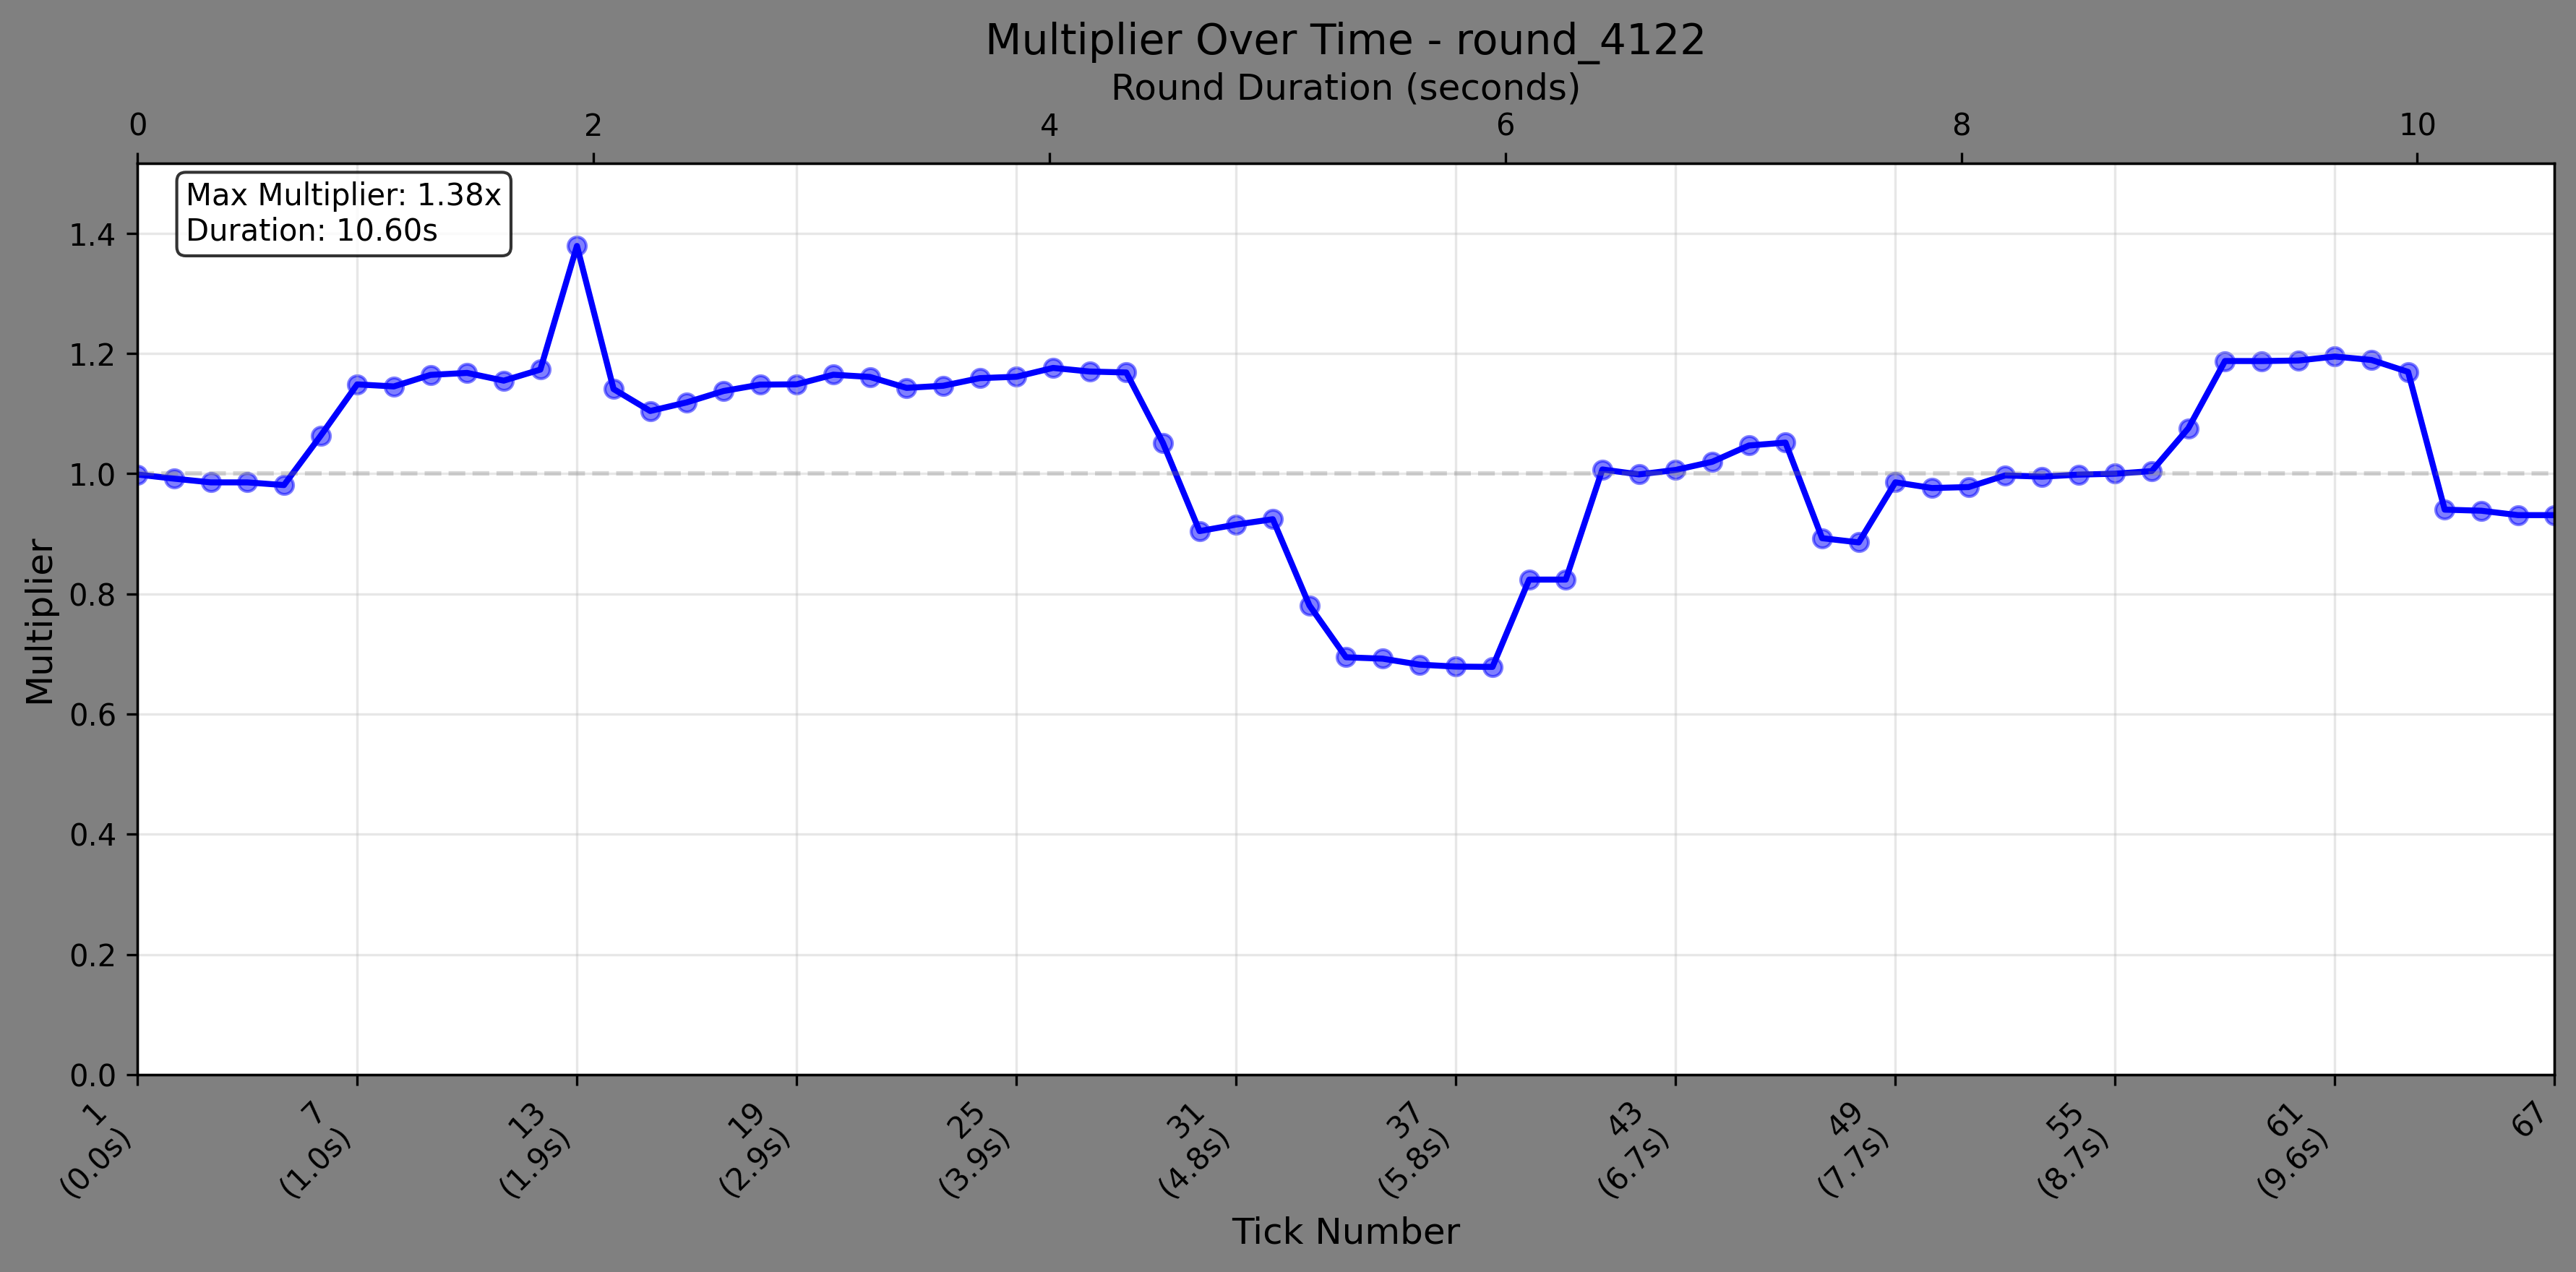 Multiplier Over Time - round_4122
Round Duration (seconds)
0 2 4 6 8 10
Max Multiplier: 1.38x
Duration: 10.60s
Multiplier
1.4
1.2
1.0
0.8
0.6
0.4
0.2
0.0
1
(0.0s)
7
(1.0s)
13
(1.9s)
19
(2.9s)
25
(3.9s)
31
(4.8s)
37
(5.8s)
43
(6.7s)
49
(7.7s)
55
(8.7s)
61
(9.6s)
67
Tick Number